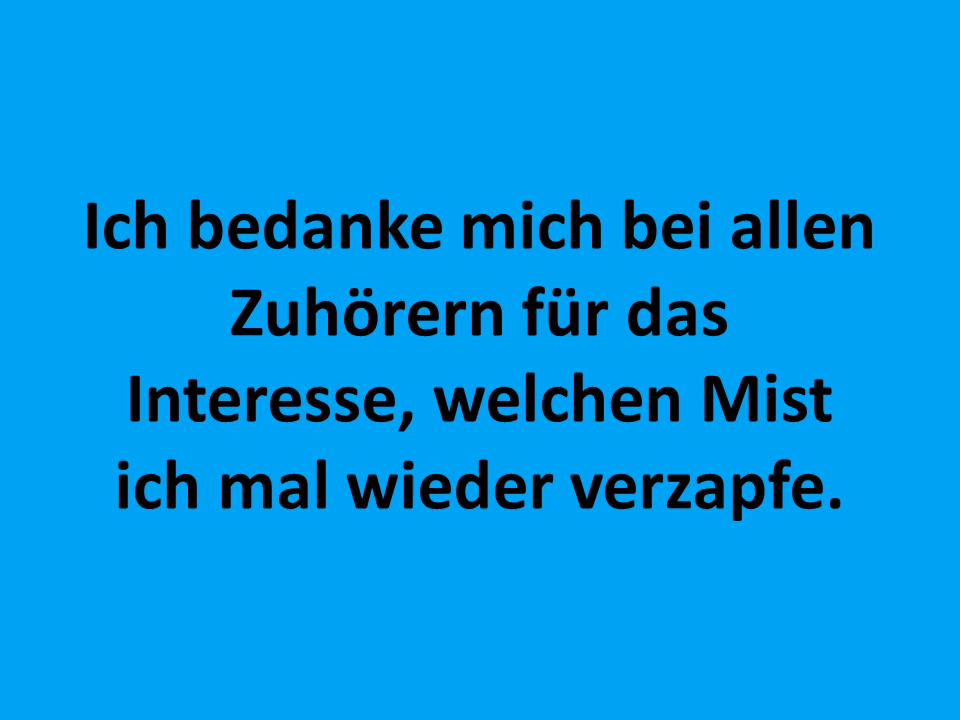 Ich bedanke mich bei allen
Zuhörern für das
Interesse, welchen Mist
ich mal wieder verzapfe.